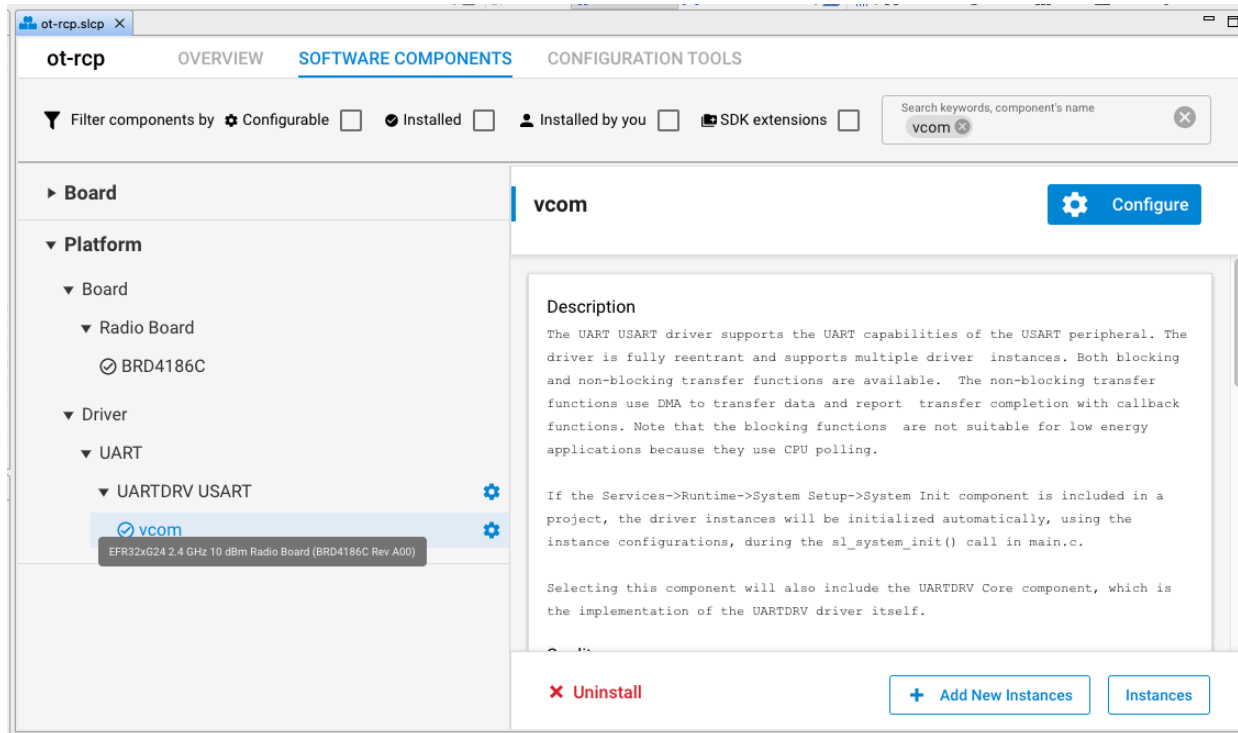 ot-rcp.slcp
ot-rcp OVERVIEW SOFTWARE COMPONENTS CONFIGURATION TOOLS
Filter components by Configurable Installed Installed by you SDK extensions
Search keywords, component's name
vcom
Board
Platform
Board
Radio Board
BRD4186C
Driver
UART
UARTDRV USART
vcom
EFR32xG24 2.4 GHz 10 dBm Radio Board (BRD4186C Rev A00)
vcom
Configure
Description
The UART USART driver supports the UART capabilities of the USART peripheral. The
driver is fully reentrant and supports multiple driver instances. Both blocking
and non-blocking transfer functions are available. The non-blocking transfer
functions use DMA to transfer data and report transfer completion with callback
functions. Note that the blocking functions are not suitable for low energy
applications because they use CPU polling.
If the Services->Runtime->System Setup->System Init component is included in a
project, the driver instances will be initialized automatically, using the
instance configurations, during the sl_system_init() call in main.c.
Selecting this component will also include the UARTDRV Core component, which is
the implementation of the UARTDRV driver itself.
Uninstall
Add New Instances
Instances